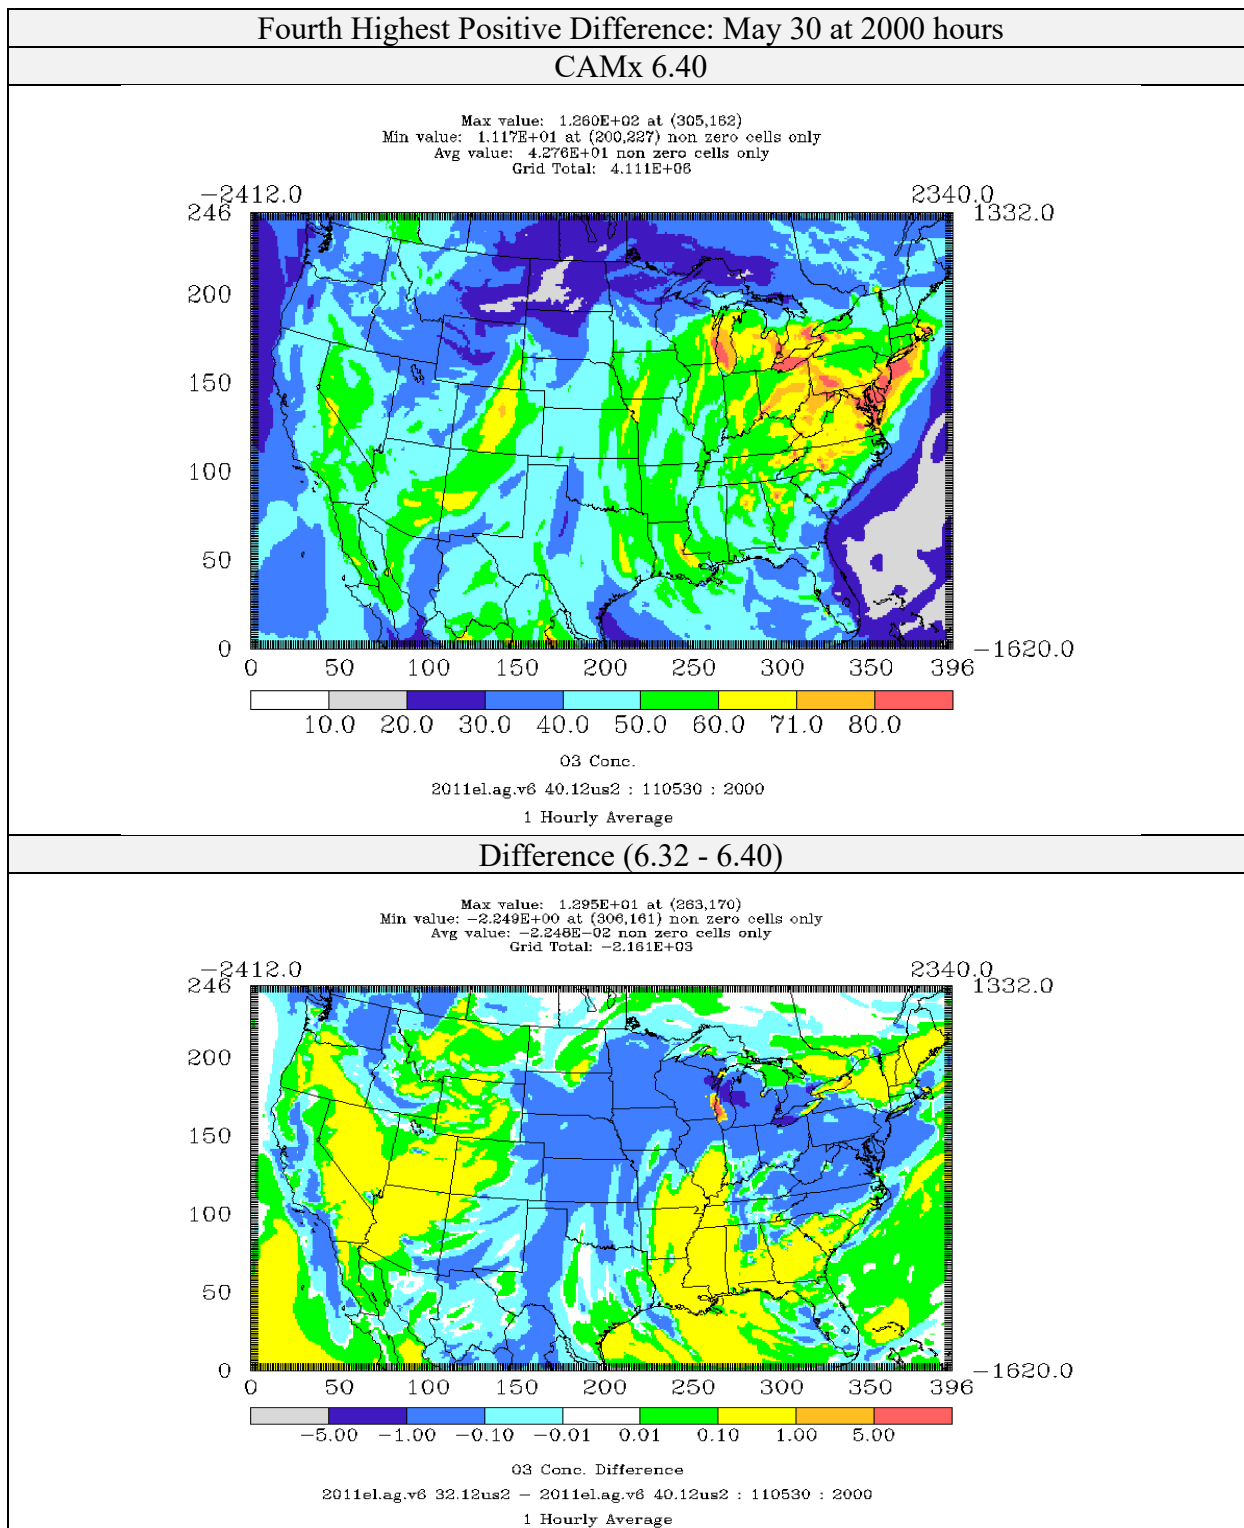 Fourth Highest Positive Difference: May 30 at 2000 hours
CAMx 6.40
Max value: 1.260E+02 at (305,162)
Min value: 1.117E+01 at (200,227) non zero cells only
Avg value: 4.276E+01 non zero cells only
Grid Total: 4.111E+06
-2412.0 2340.0
246 1332.0
200
150
100
50
0 -1620.0
0 50 100 150 200 250 300 350 396
10.0 20.0 30.0 40.0 50.0 60.0 71.0 80.0
O3 Conc.
2011el.ag.v6 40.12us2 : 110530 : 2000
1 Hourly Average
Difference (6.32 - 6.40)
Max value: 1.295E+01 at (263,170)
Min value: -2.249E+00 at (306,161) non zero cells only
Avg value: -2.248E-02 non zero cells only
Grid Total: -2.161E+03
-2412.0 2340.0
246 1332.0
200
150
100
50
0 -1620.0
0 50 100 150 200 250 300 350 396
-5.00 -1.00 -0.10 -0.01 0.01 0.10 1.00 5.00
O3 Conc. Difference
2011el.ag.v6 32.12us2 - 2011el.ag.v6 40.12us2 : 110530 : 2000
1 Hourly Average